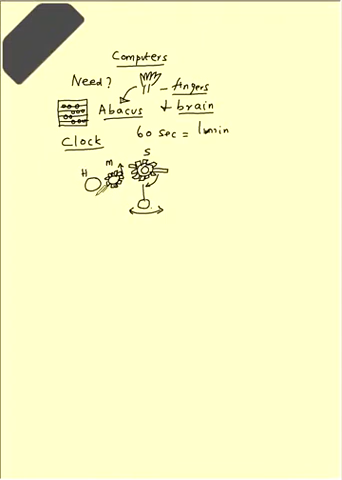 Computers
Need?
- fingers
Abacus
↓ brain
Clock
60 sec = 1min
S
M
H